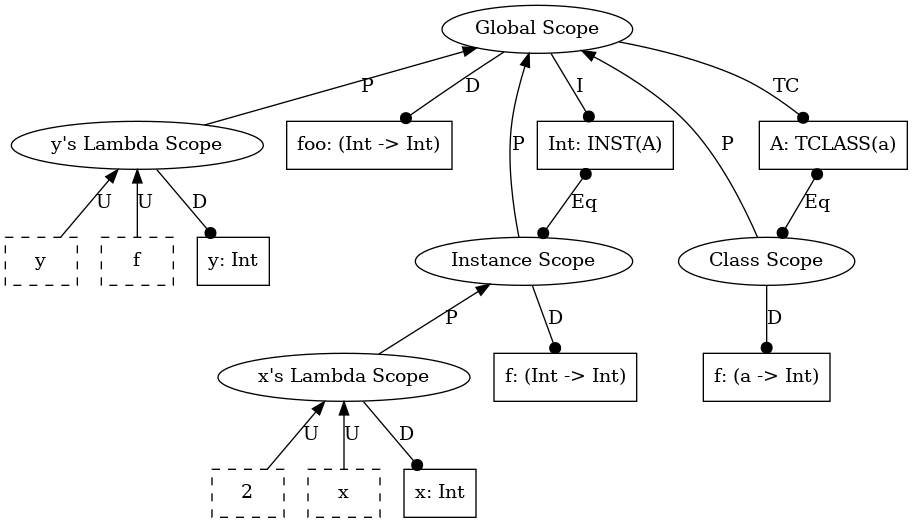 Global Scope
P
D
I
TC
y's Lambda Scope
foo: (Int -> Int)
Int: INST(A)
A: TCLASS(a)
P
P
U
U
D
Eq
Eq
y
f
y: Int
Instance Scope
Class Scope
P
D
D
x's Lambda Scope
f: (Int -> Int)
f: (a -> Int)
U
U
D
2
x
x: Int